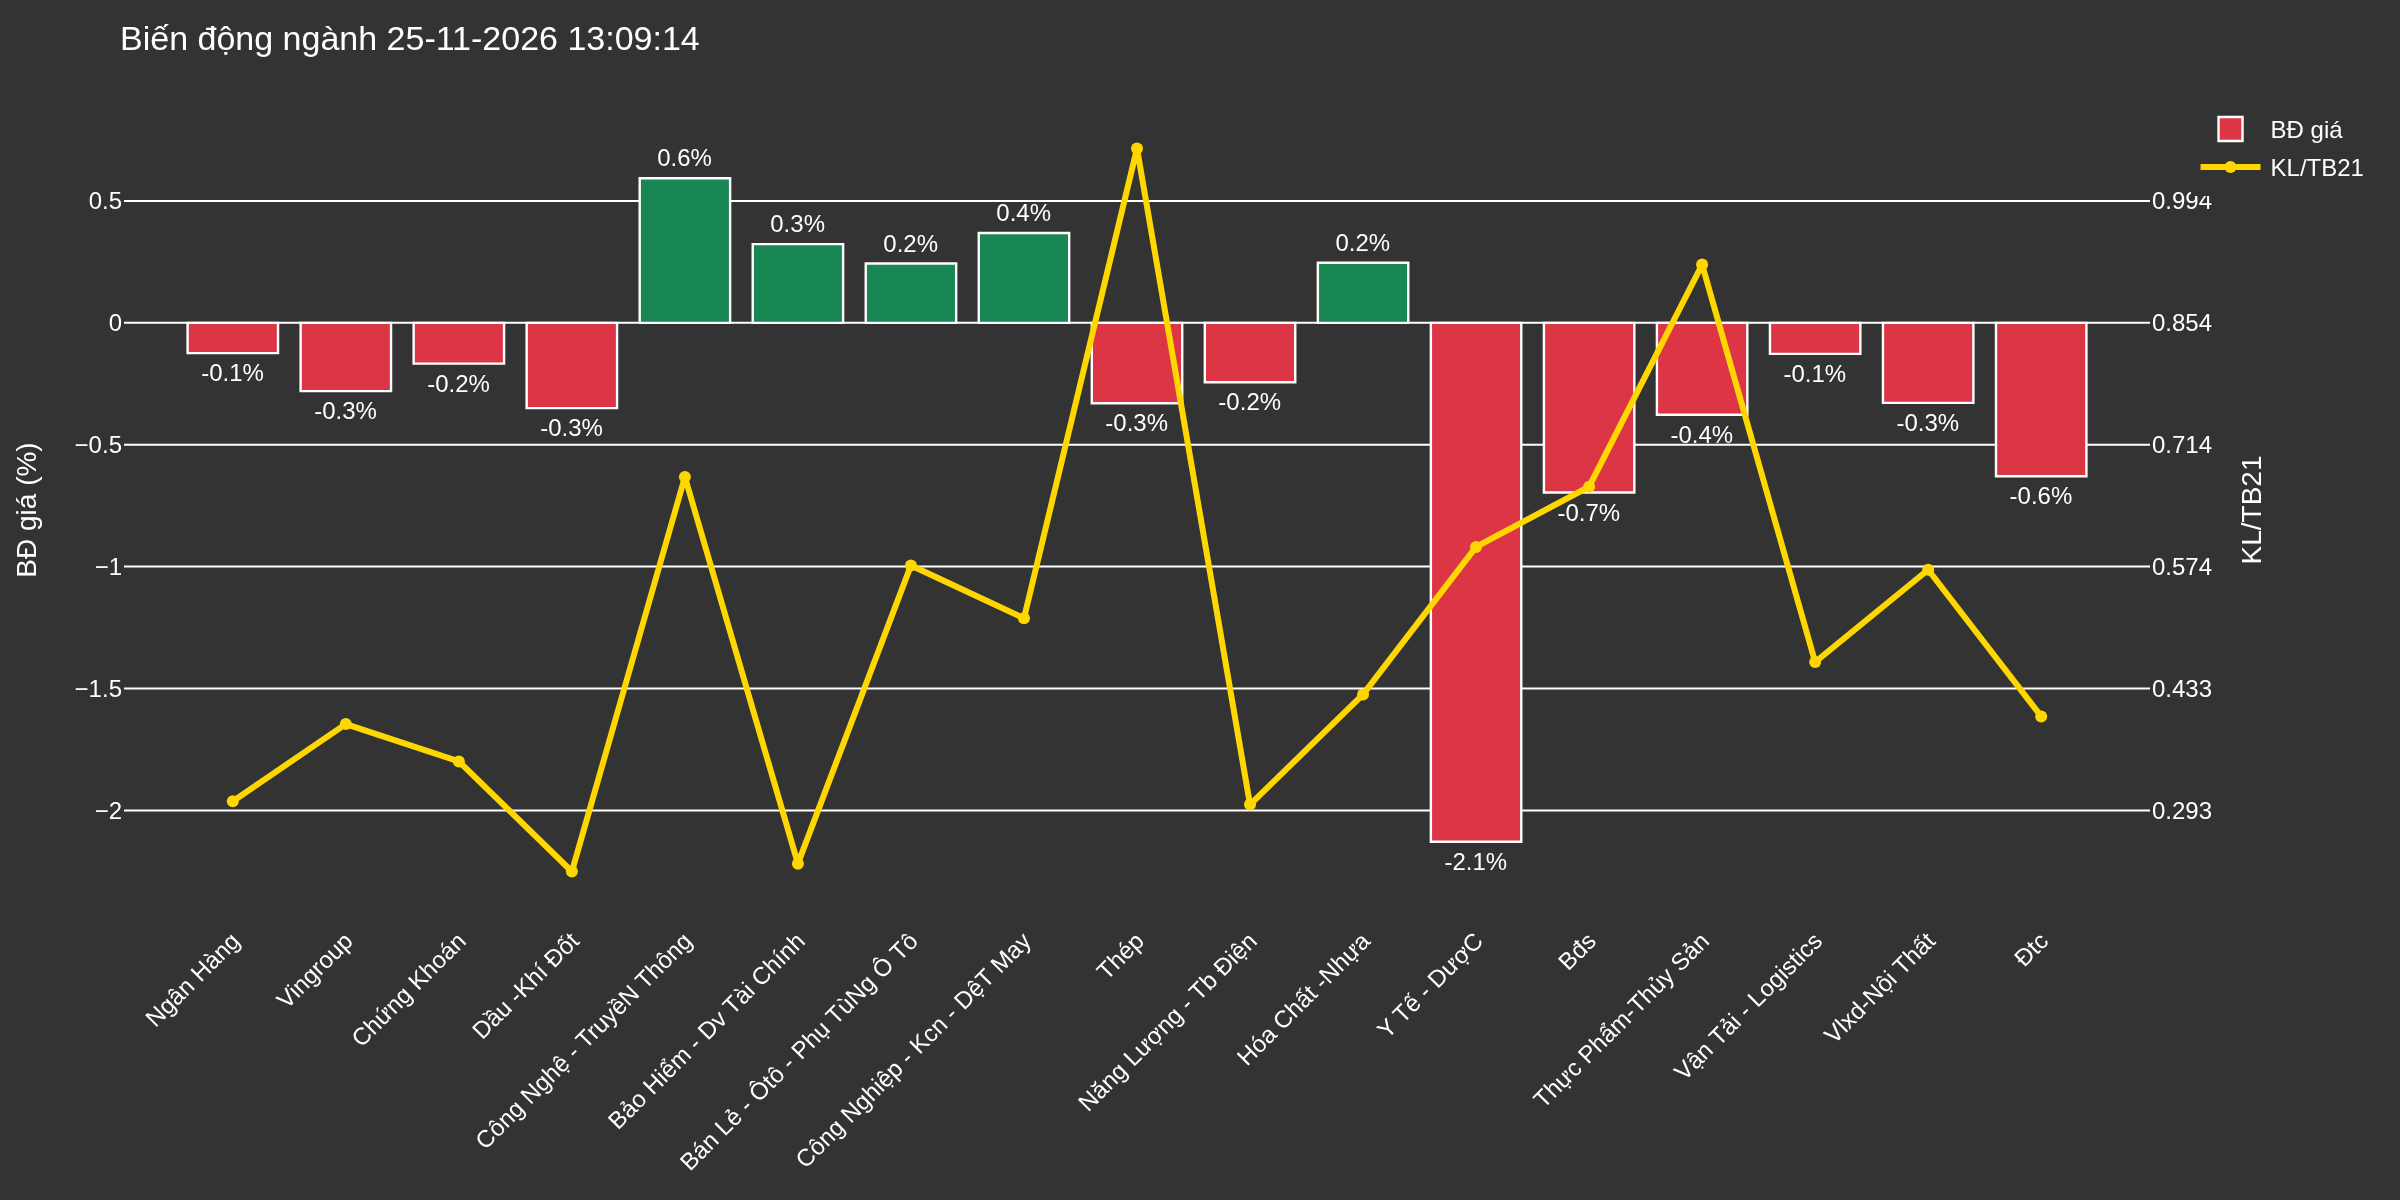 Biến động ngành 25-11-2026 13:09:14
BĐ giá
KL/TB21
0.6%
0.3%
0.2%
0.4%
0.2%
0.5
0
−0.5
−1
−1.5
−2
0.994
0.854
0.714
0.574
0.433
0.293
-0.1%
-0.3%
-0.2%
-0.3%
-0.3%
-0.2%
-2.1%
-0.7%
-0.4%
-0.1%
-0.3%
-0.6%
BĐ giá (%)
KL/TB21
Ngân Hàng
Vingroup
Chứng Khoán
Dầu -Khí Đốt
Công Nghệ - TruyềN Thông
Bảo Hiểm - Dv Tài Chính
Bán Lẻ - Ôtô - Phụ TùNg Ô Tô
Công Nghiệp - Kcn - DệT May
Thép
Năng Lượng - Tb Điện
Hóa Chất -Nhựa
Y Tế - DượC
Bđs
Thực Phẩm-Thủy Sản
Vận Tải - Logistics
Vlxd-Nội Thất
Đtc